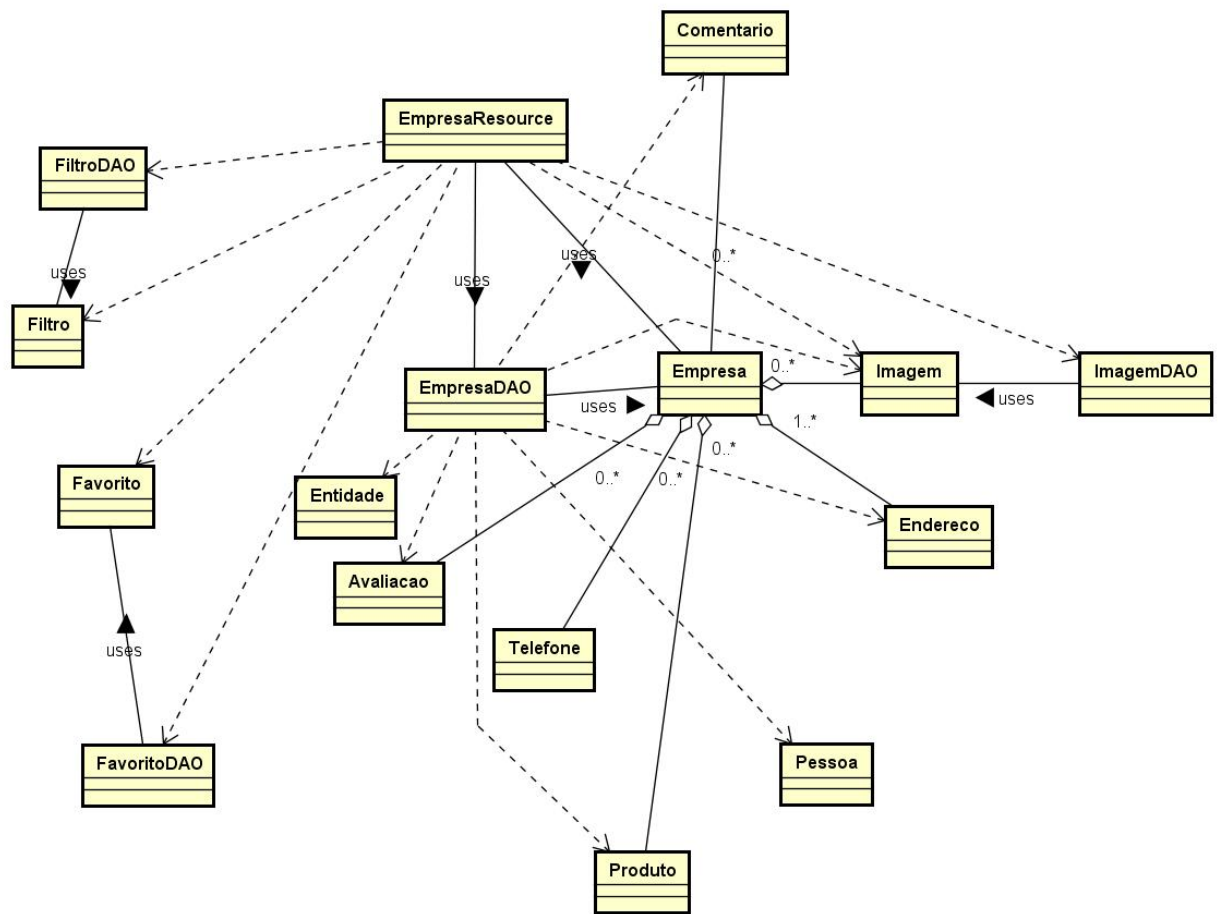 Comentario
EmpresaResource
FiltroDAO
uses
uses
uses
0..*
Filtro
EmpresaDAO
Empresa
0..*
Imagem
ImagemDAO
uses
uses
1..*
0..*
0..*
0..*
Favorito
Entidade
Endereco
Avaliacao
uses
Telefone
FavoritoDAO
Pessoa
Produto